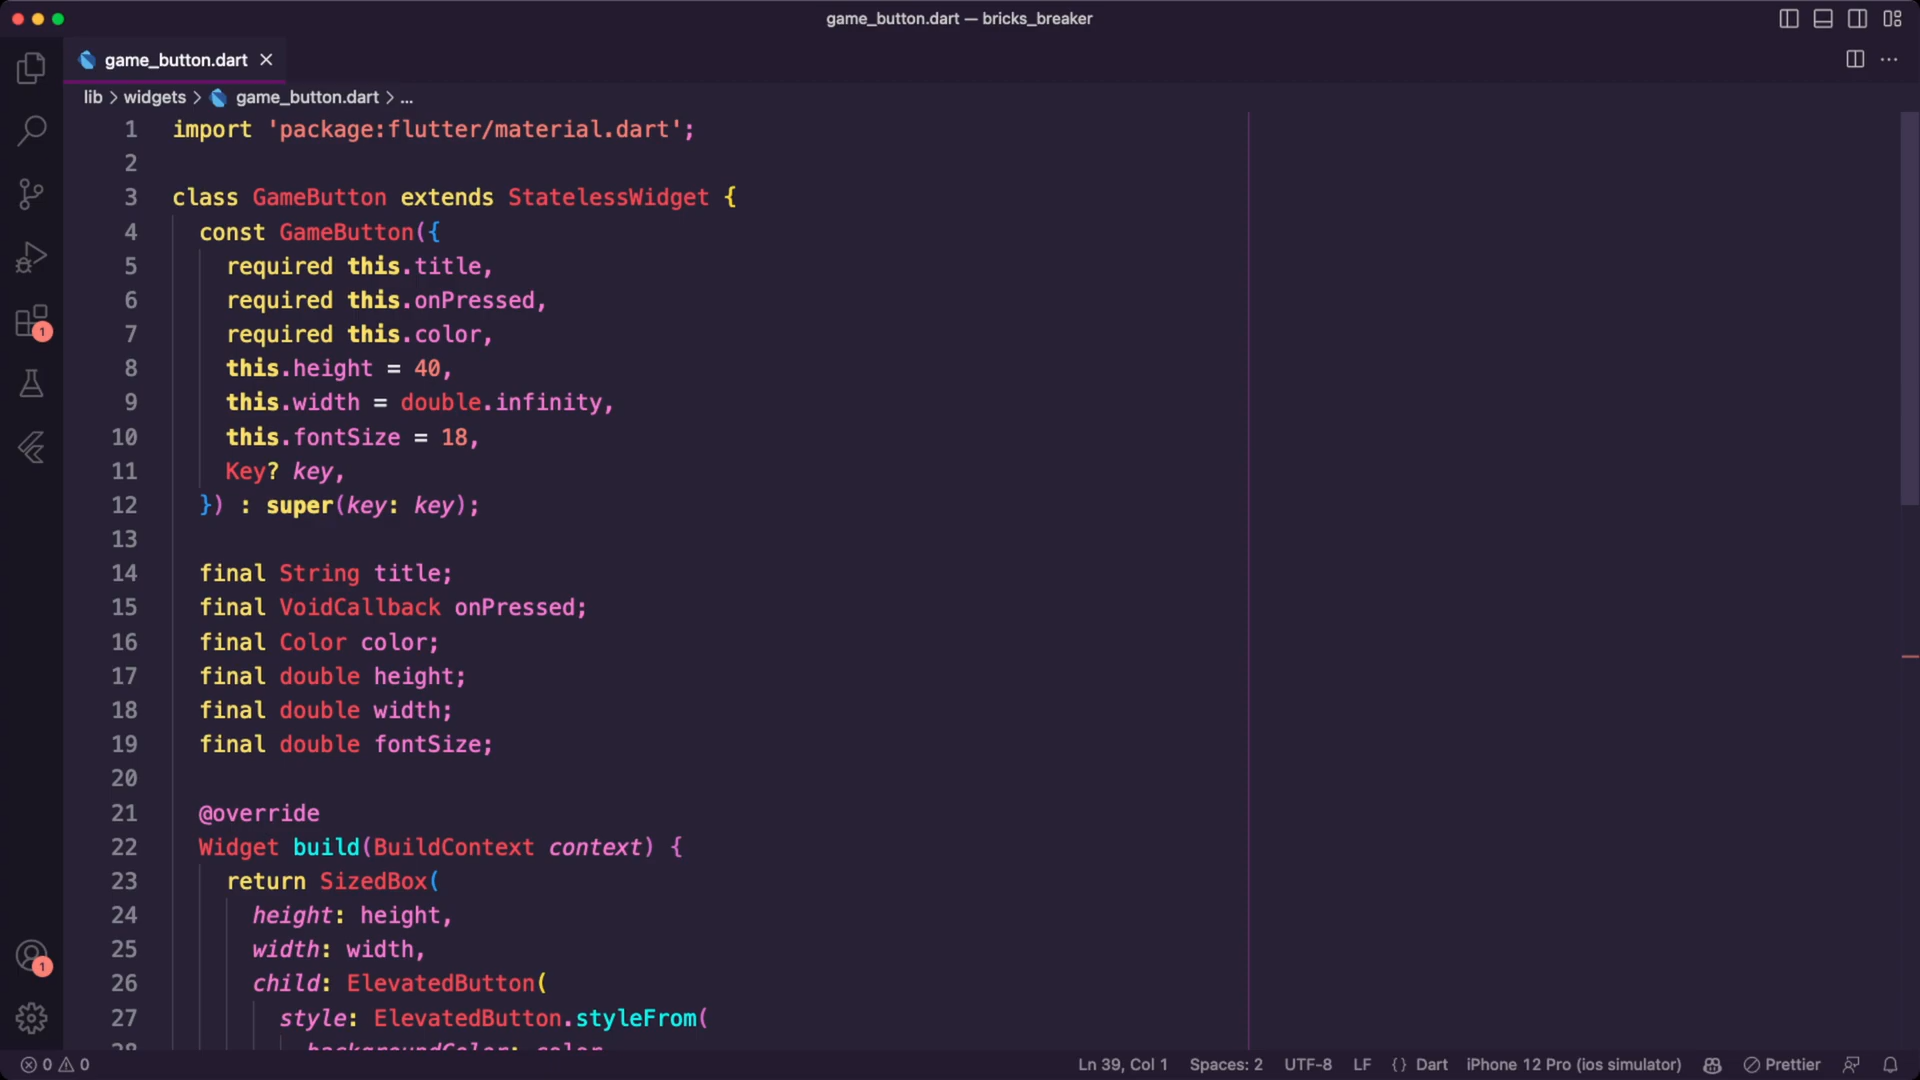 game_button.dart — bricks_breaker
game_button.dart
lib > widgets > game_button.dart > ...
1 import 'package:flutter/material.dart';
2
3 class GameButton extends StatelessWidget {
4 const GameButton({
5 required this.title,
6 required this.onPressed,
7 required this.color,
8 this.height = 40,
9 this.width = double.infinity,
10 this.fontSize = 18,
11 Key? key,
12 }) : super(key: key);
13
14 final String title;
15 final VoidCallback onPressed;
16 final Color color;
17 final double height;
18 final double width;
19 final double fontSize;
20
21 @override
22 Widget build(BuildContext context) {
23 return SizedBox(
24 height: height,
25 width: width,
26 child: ElevatedButton(
27 style: ElevatedButton.styleFrom(
28 backgroundColor: color
1
1
0 0 Ln 39, Col 1 Spaces: 2 UTF-8 LF {} Dart iPhone 12 Pro (ios simulator) Prettier